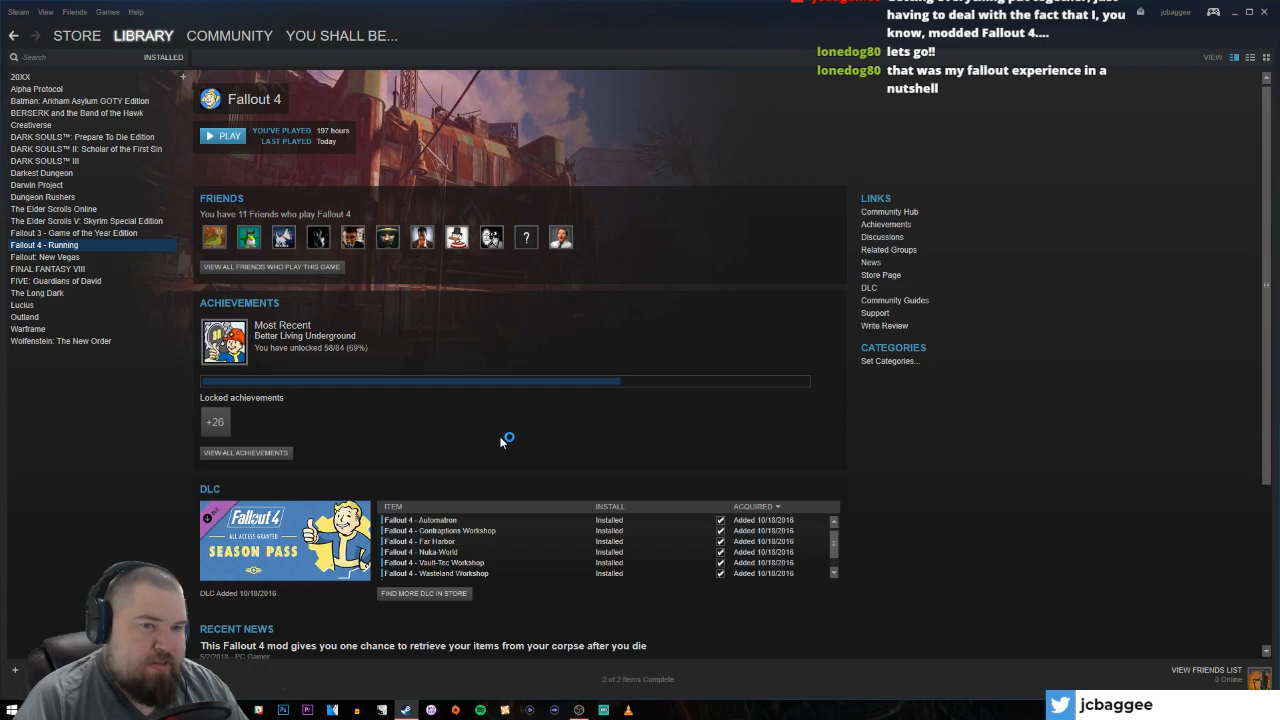 Steam View Friends Games Help
jcbaggee
STORE LIBRARY COMMUNITY YOU SHALL BE...
Search INSTALLED
VIEW
having to deal with the fact that I, you
know, modded Fallout 4....
lonedog80 lets go!!
lonedog80 that was my fallout experience in a
nutshell
20XX
Alpha Protocol
Batman: Arkham Asylum GOTY Edition
BERSERK and the Band of the Hawk
Creativerse
DARK SOULS™: Prepare To Die Edition
DARK SOULS™ II: Scholar of the First Sin
DARK SOULS™ III
Darkest Dungeon
Darwin Project
Dungeon Rushers
The Elder Scrolls Online
The Elder Scrolls V: Skyrim Special Edition
Fallout 3 - Game of the Year Edition
Fallout 4 - Running
Fallout: New Vegas
FINAL FANTASY VIII
FIVE: Guardians of David
The Long Dark
Lucius
Outland
Warframe
Wolfenstein: The New Order
Fallout 4
PLAY
YOU'VE PLAYED 197 hours
LAST PLAYED Today
FRIENDS
You have 11 Friends who play Fallout 4
?
VIEW ALL FRIENDS WHO PLAY THIS GAME
ACHIEVEMENTS
Most Recent
Better Living Underground
You have unlocked 58/84 (69%)
Locked achievements
+26
VIEW ALL ACHIEVEMENTS
DLC
Fallout 4
ALL ACCESS GRANTED
SEASON PASS
DLC Added 10/18/2016
ITEM INSTALL ACQUIRED
Fallout 4 - Automatron Installed Added 10/18/2016
Fallout 4 - Contraptions Workshop Installed Added 10/18/2016
Fallout 4 - Far Harbor Installed Added 10/18/2016
Fallout 4 - Nuka-World Installed Added 10/18/2016
Fallout 4 - Vault-Tec Workshop Installed Added 10/18/2016
Fallout 4 - Wasteland Workshop Installed Added 10/18/2016
FIND MORE DLC IN STORE
RECENT NEWS
This Fallout 4 mod gives you one chance to retrieve your items from your corpse after you die
5/2/2018 - PC Gamer
LINKS
Community Hub
Achievements
Discussions
Related Groups
News
Store Page
DLC
Community Guides
Support
Write Review
CATEGORIES
Set Categories...
2 of 2 Items Complete
VIEW FRIENDS LIST
0 Online
jcbaggee